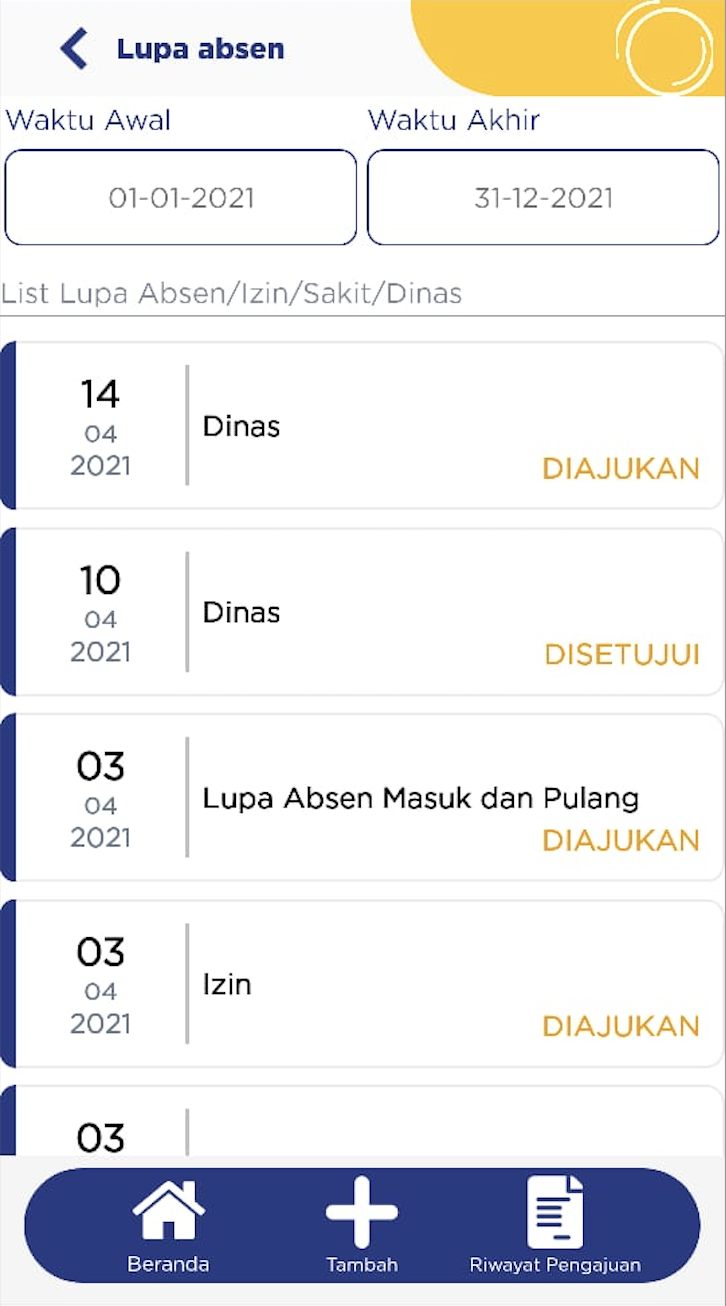 Lupa absen
Waktu Awal
Waktu Akhir
01-01-2021
31-12-2021
List Lupa Absen/Izin/Sakit/Dinas
14
04
2021
Dinas
DIAJUKAN
10
04
2021
Dinas
DISETUJUI
03
04
2021
Lupa Absen Masuk dan Pulang
DIAJUKAN
03
04
2021
Izin
DIAJUKAN
03
Beranda
Tambah
Riwayat Pengajuan